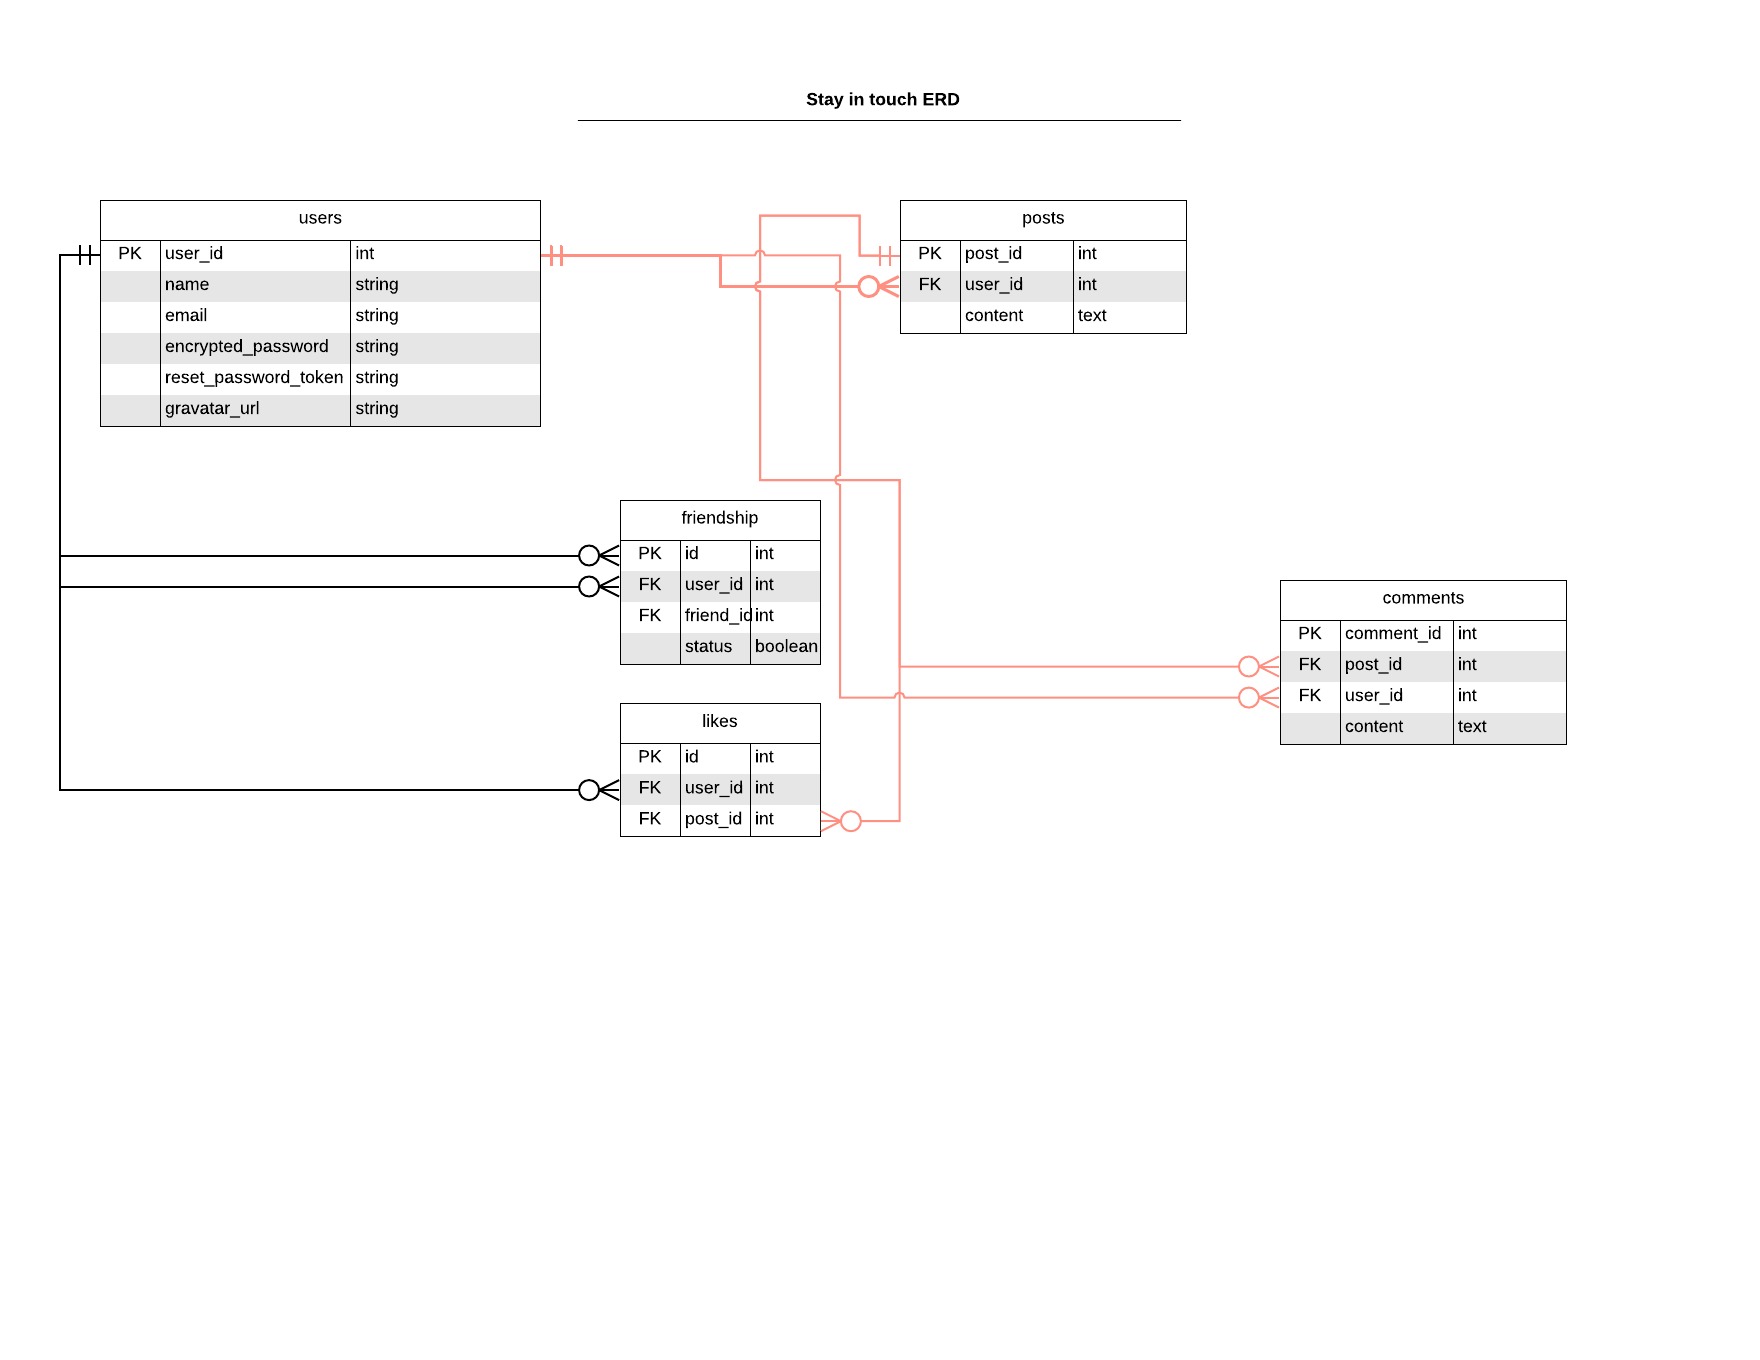 Stay in touch ERD
users
PK user_id int
name string
email string
encrypted_password string
reset_password_token string
gravatar_url string
posts
PK post_id int
FK user_id int
content text
friendship
PK id int
FK user_id int
FK friend_id int
status boolean
comments
PK comment_id int
FK post_id int
FK user_id int
content text
likes
PK id int
FK user_id int
FK post_id int